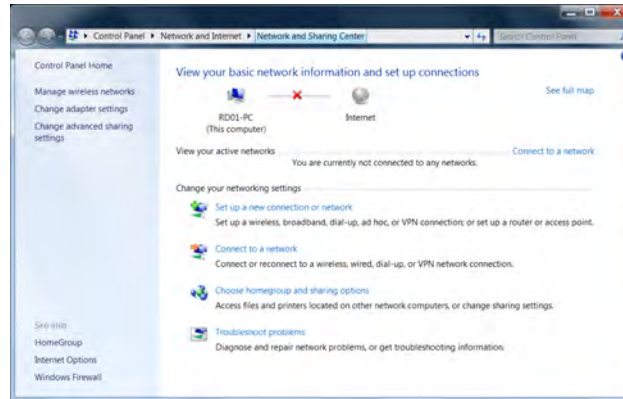 Control Panel ▸ Network and Internet ▸ Network and Sharing Center
Search Control Panel
Control Panel Home
Manage wireless networks
Change adapter settings
Change advanced sharing
settings
View your basic network information and set up connections
See full map
RD01-PC
(This computer)
Internet
View your active networks
Connect to a network
You are currently not connected to any networks.
Change your networking settings
Set up a new connection or network
Set up a wireless, broadband, dial-up, ad hoc, or VPN connection; or set up a router or access point.
Connect to a network
Connect or reconnect to a wireless, wired, dial-up, or VPN network connection.
Choose homegroup and sharing options
Access files and printers located on other network computers, or change sharing settings.
Troubleshoot problems
Diagnose and repair network problems, or get troubleshooting information.
See also
HomeGroup
Internet Options
Windows Firewall